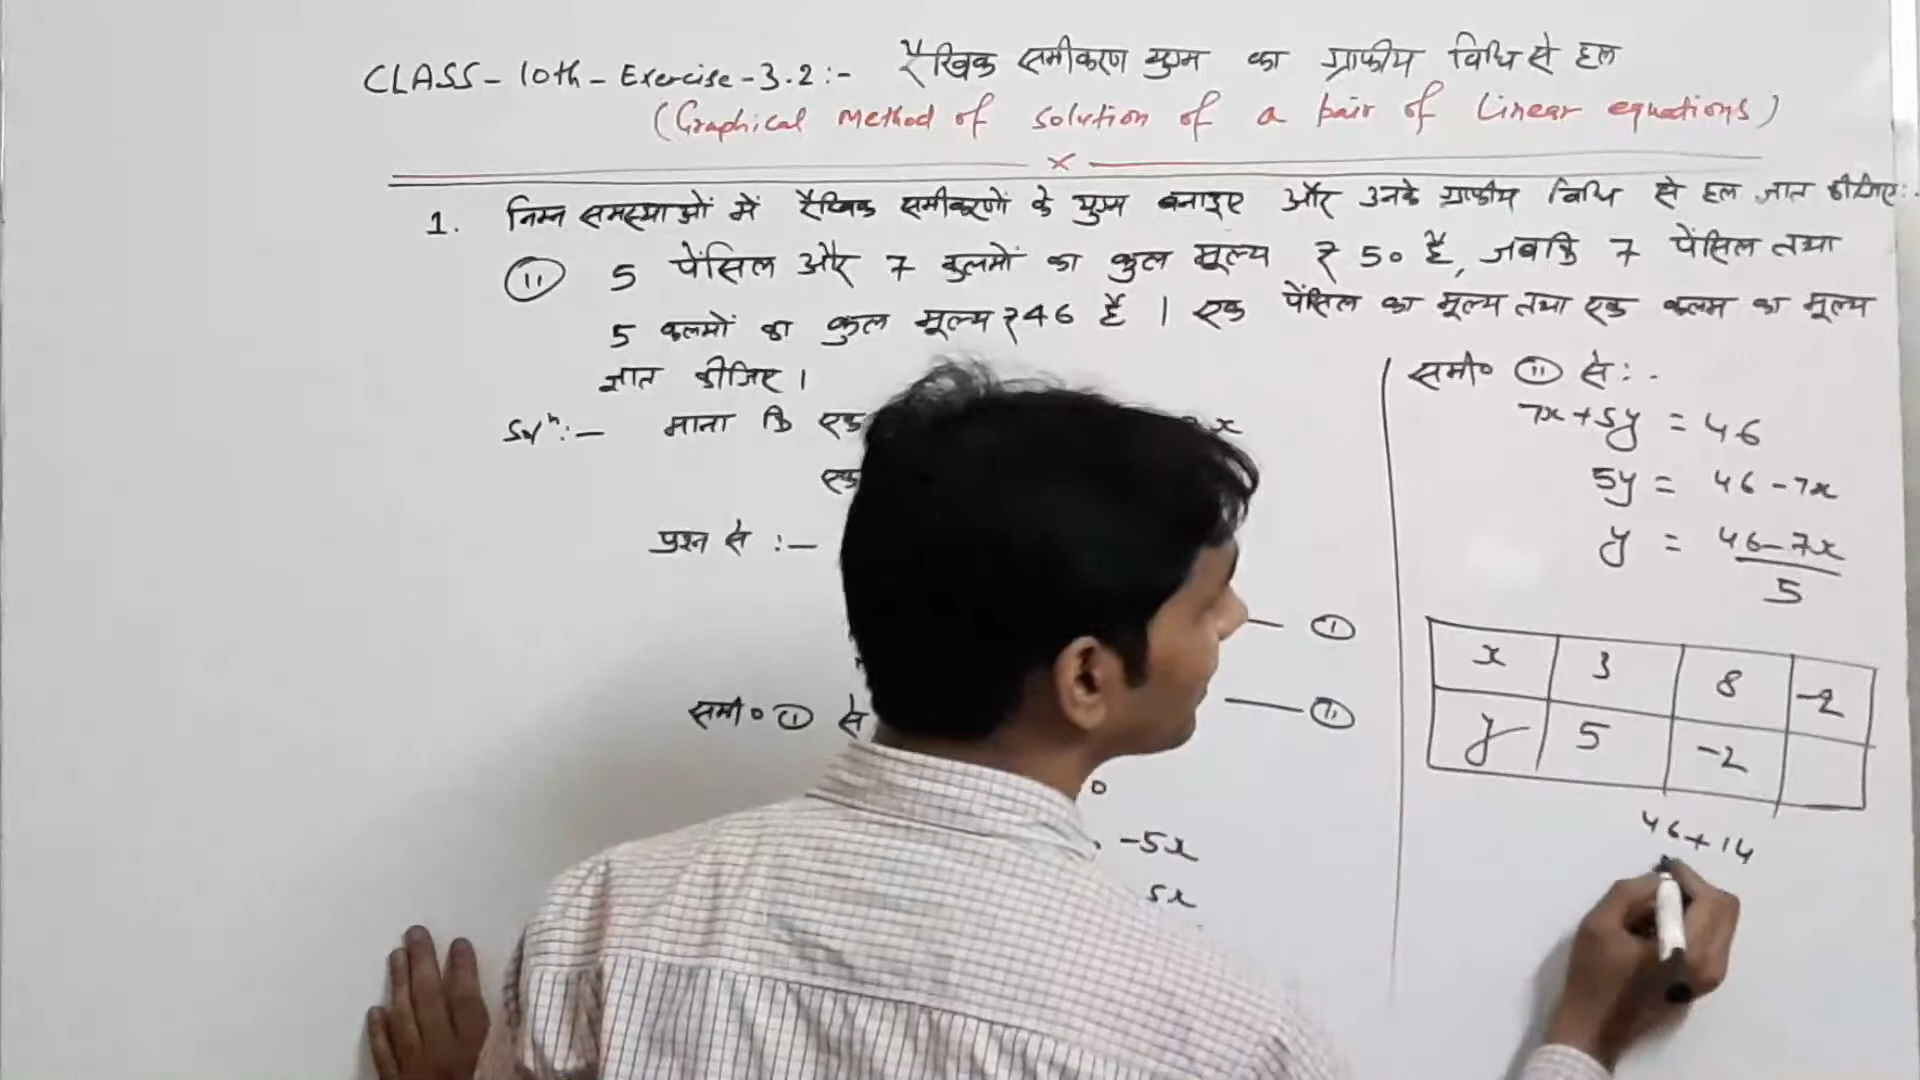 CLASS - 10th - Exercise - 3.2 :- रैखिक समीकरण युग्म का ग्राफीय विधि से हल
(Graphical method of solution of a pair of Linear equations)
x
1. निम्न समस्याओं में रैखिक समीकरणों के युग्म बनाइए और उनके ग्राफीय विधि से हल ज्ञात कीजिए:-
(ii) 5 पेंसिल और 7 कलमों का कुल मूल्य ₹ 50 है, जबकि 7 पेंसिल तथा
5 कलमों का कुल मूल्य ₹ 46 है । एक पेंसिल का मूल्य तथा एक कलम का मूल्य
ज्ञात कीजिए ।
Solⁿ :- माना कि एक x
एक
प्रश्न से :-
— (i)
— (ii)
समी० (i) से
0
-5x
5x
समी० (ii) से :-
7x + 5y = 46
5y = 46 - 7x
y = 46 - 7x
5
x 3 8 -2
y 5 -2
46 + 14